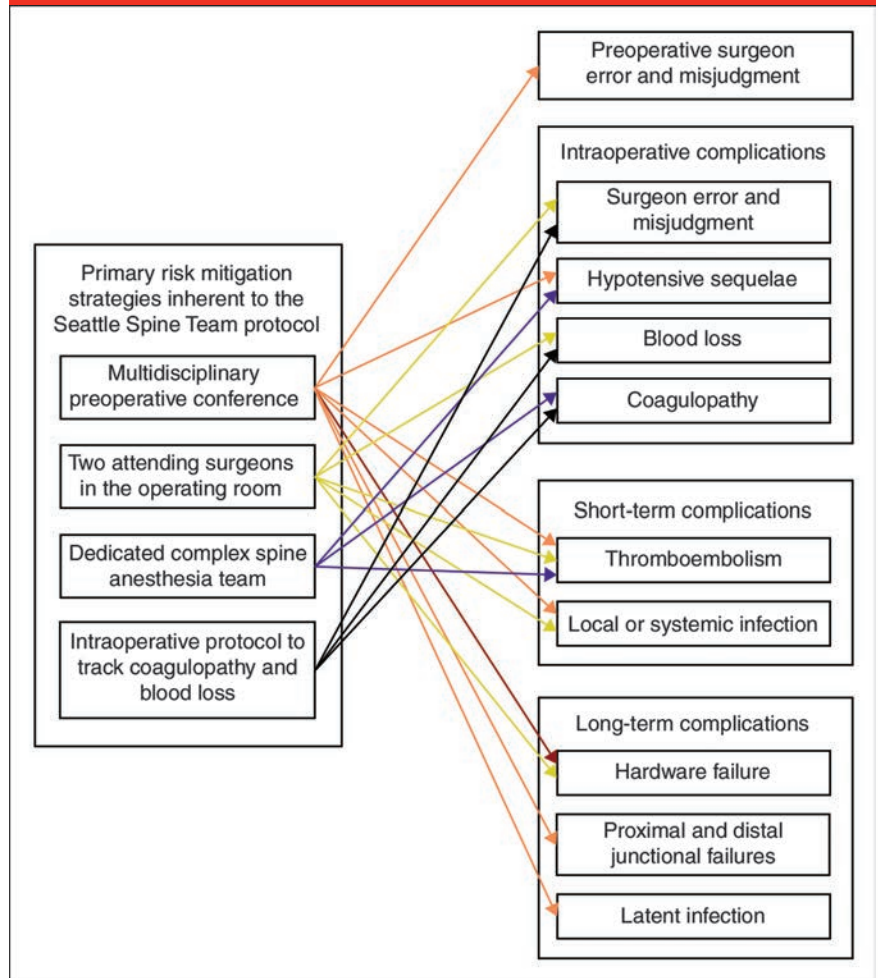 Primary risk mitigation
strategies inherent to the
Seattle Spine Team protocol
Multidisciplinary
preoperative conference
Two attending surgeons
in the operating room
Dedicated complex spine
anesthesia team
Intraoperative protocol to
track coagulopathy and
blood loss
Preoperative surgeon
error and misjudgment
Intraoperative complications
Surgeon error and
misjudgment
Hypotensive sequelae
Blood loss
Coagulopathy
Short-term complications
Thromboembolism
Local or systemic infection
Long-term complications
Hardware failure
Proximal and distal
junctional failures
Latent infection